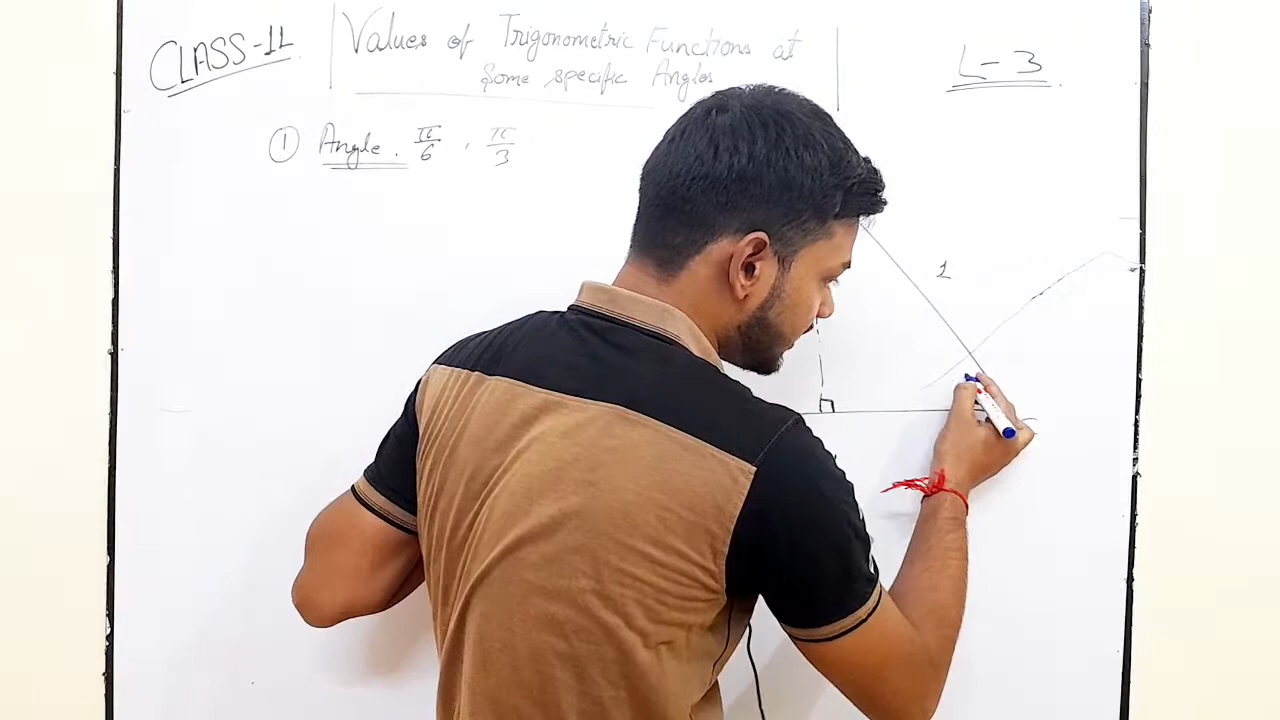 CLASS-11
Values of Trigonometric Functions at
Some specific Angles
L-3
① Angle. π/6 , π/3
1